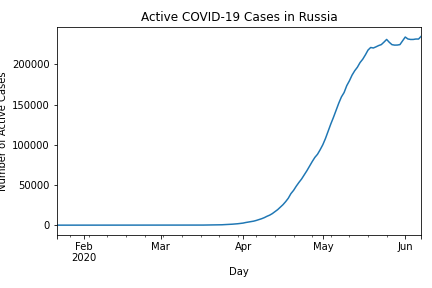 Active COVID-19 Cases in Russia
Number of Active Cases
200000
150000
100000
50000
0
Feb
2020
Mar
Apr
May
Jun
Day